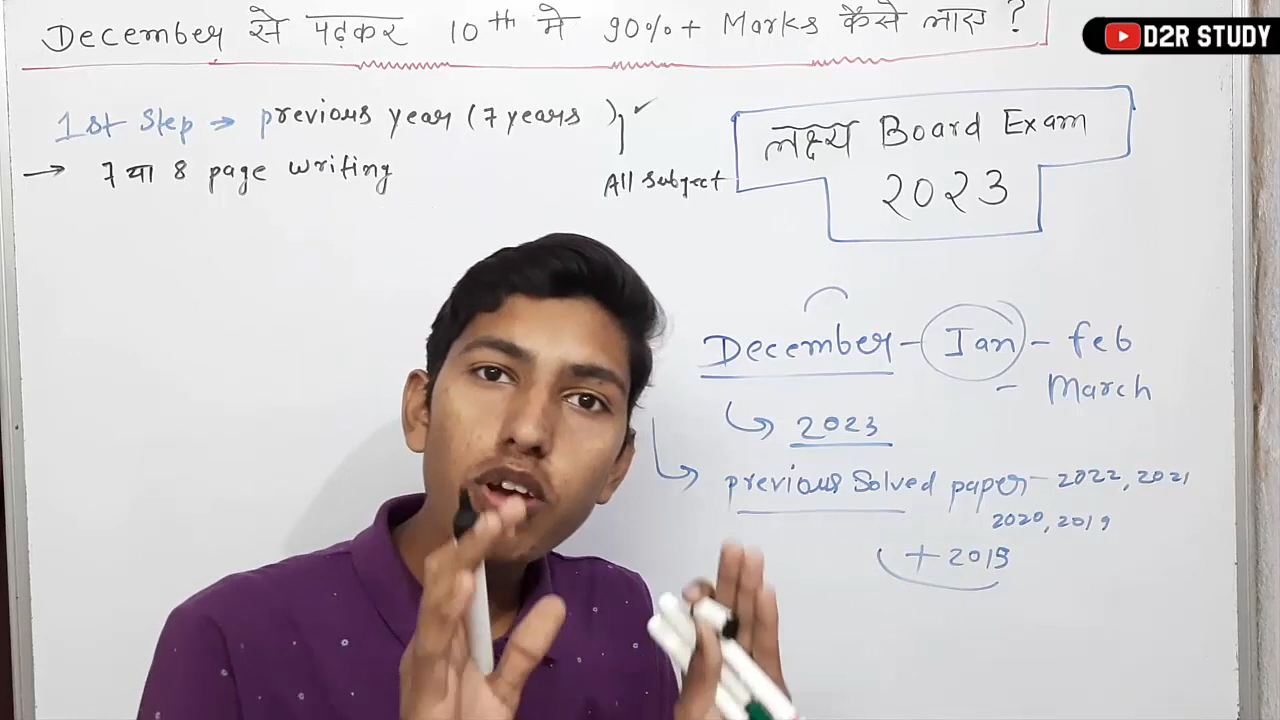 December से पढ़कर 10th मे 90%+ Marks कैसे लाए ?
D2R STUDY
1st Step → previous year (7 years )
All subject
→ 7 या 8 page writing
लक्ष्य Board Exam
2023
December - Jan - feb
- March
2023
previous Solved paper - 2022, 2021
2020, 2019
+ 2015